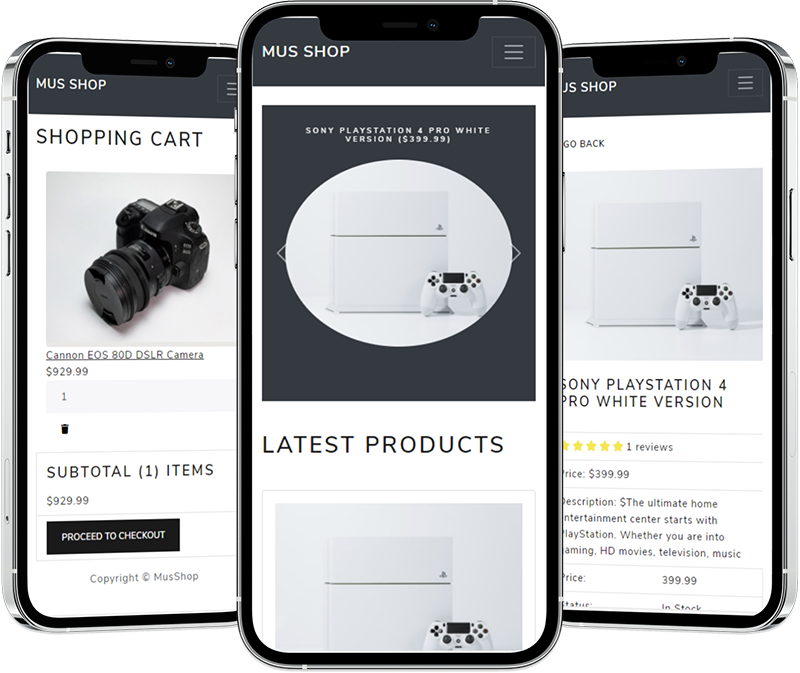 MUS SHOP
SHOPPING CART
Cannon EOS 80D DSLR Camera
$929.99
1
SUBTOTAL (1) ITEMS
$929.99
PROCEED TO CHECKOUT
Copyright © MusShop
MUS SHOP
SONY PLAYSTATION 4 PRO WHITE
VERSION ($399.99)
LATEST PRODUCTS
US SHOP
GO BACK
SONY PLAYSTATION 4
PRO WHITE VERSION
1 reviews
Price: $399.99
Description: $The ultimate home
entertainment center starts with
PlayStation. Whether you are into
gaming, HD movies, television, music
Price: 399.99
Status: In Stock